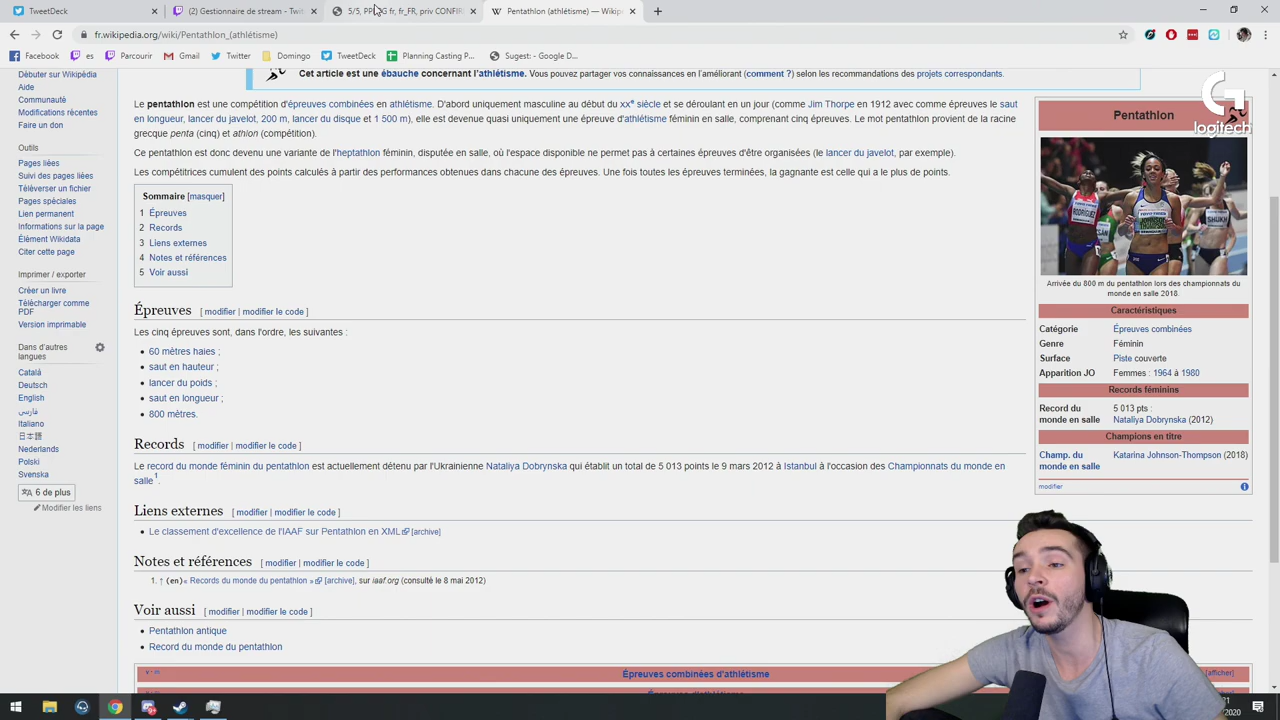 TweetDeck
(2) Gestionnaire de stream - Twit
5/5, PP
G fr, fr_FR, priv CONFIR
Pentathlon (athlétisme) — Wikip
fr.wikipedia.org/wiki/Pentathlon_(athlétisme)
Facebook
es
Parcourir
Gmail
Twitter
Domingo
TweetDeck
Planning Casting P...
Sugest: - Google D...
logitech
Débuter sur Wikipédia
Aide
Communauté
Modifications récentes
Faire un don
Outils
Pages liées
Suivi des pages liées
Téléverser un fichier
Pages spéciales
Lien permanent
Informations sur la page
Élément Wikidata
Citer cette page
Imprimer / exporter
Créer un livre
Télécharger comme
PDF
Version imprimable
Dans d'autres
langues
Català
Deutsch
English
فارسی
Italiano
日本語
Nederlands
Polski
Svenska
6 de plus
Modifier les liens
Cet article est une ébauche concernant l'athlétisme. Vous pouvez partager vos connaissances en l'améliorant (comment ?) selon les recommandations des projets correspondants.
Le pentathlon est une compétition d'épreuves combinées en athlétisme. D'abord uniquement masculine au début du XXe siècle et se déroulant en un jour (comme Jim Thorpe en 1912 avec comme épreuves le saut
en longueur, lancer du javelot, 200 m, lancer du disque et 1 500 m), elle est devenue quasi uniquement une épreuve d'athlétisme féminin en salle, comprenant cinq épreuves. Le mot pentathlon provient de la racine
grecque penta (cinq) et athlon (compétition).
Ce pentathlon est donc devenu une variante de l'heptathlon féminin, disputée en salle, où l'espace disponible ne permet pas à certaines épreuves d'être organisées (le lancer du javelot, par exemple).
Les compétitrices cumulent des points calculés à partir des performances obtenues dans chacune des épreuves. Une fois toutes les épreuves terminées, la gagnante est celle qui a le plus de points.
Sommaire [masquer]
1 Épreuves
2 Records
3 Liens externes
4 Notes et références
5 Voir aussi
Épreuves [ modifier | modifier le code ]
Les cinq épreuves sont, dans l'ordre, les suivantes :
60 mètres haies ;
saut en hauteur ;
lancer du poids ;
saut en longueur ;
800 mètres.
Records [ modifier | modifier le code ]
Le record du monde féminin du pentathlon est actuellement détenu par l'Ukrainienne Nataliya Dobrynska qui établit un total de 5 013 points le 9 mars 2012 à Istanbul à l'occasion des Championnats du monde en
salle1.
Liens externes [ modifier | modifier le code ]
Le classement d'excellence de l'IAAF sur Pentathlon en XML [archive]
Notes et références [ modifier | modifier le code ]
1. ↑ (en) « Records du monde du pentathlon » [archive], sur iaaf.org (consulté le 8 mai 2012)
Voir aussi [ modifier | modifier le code ]
Pentathlon antique
Record du monde du pentathlon
Épreuves combinées d'athlétisme
[afficher]
Pentathlon
RODRÍGUEZ
SHUKH
Arrivée du 800 m du pentathlon lors des championnats du
monde en salle 2018.
Caractéristiques
Catégorie Épreuves combinées
Genre Féminin
Surface Piste couverte
Apparition JO Femmes : 1964 à 1980
Records féminins
Record du 5 013 pts :
monde en salle Nataliya Dobrynska (2012)
Champions en titre
Champ. du Katarina Johnson-Thompson (2018)
monde en salle
modifier
2020